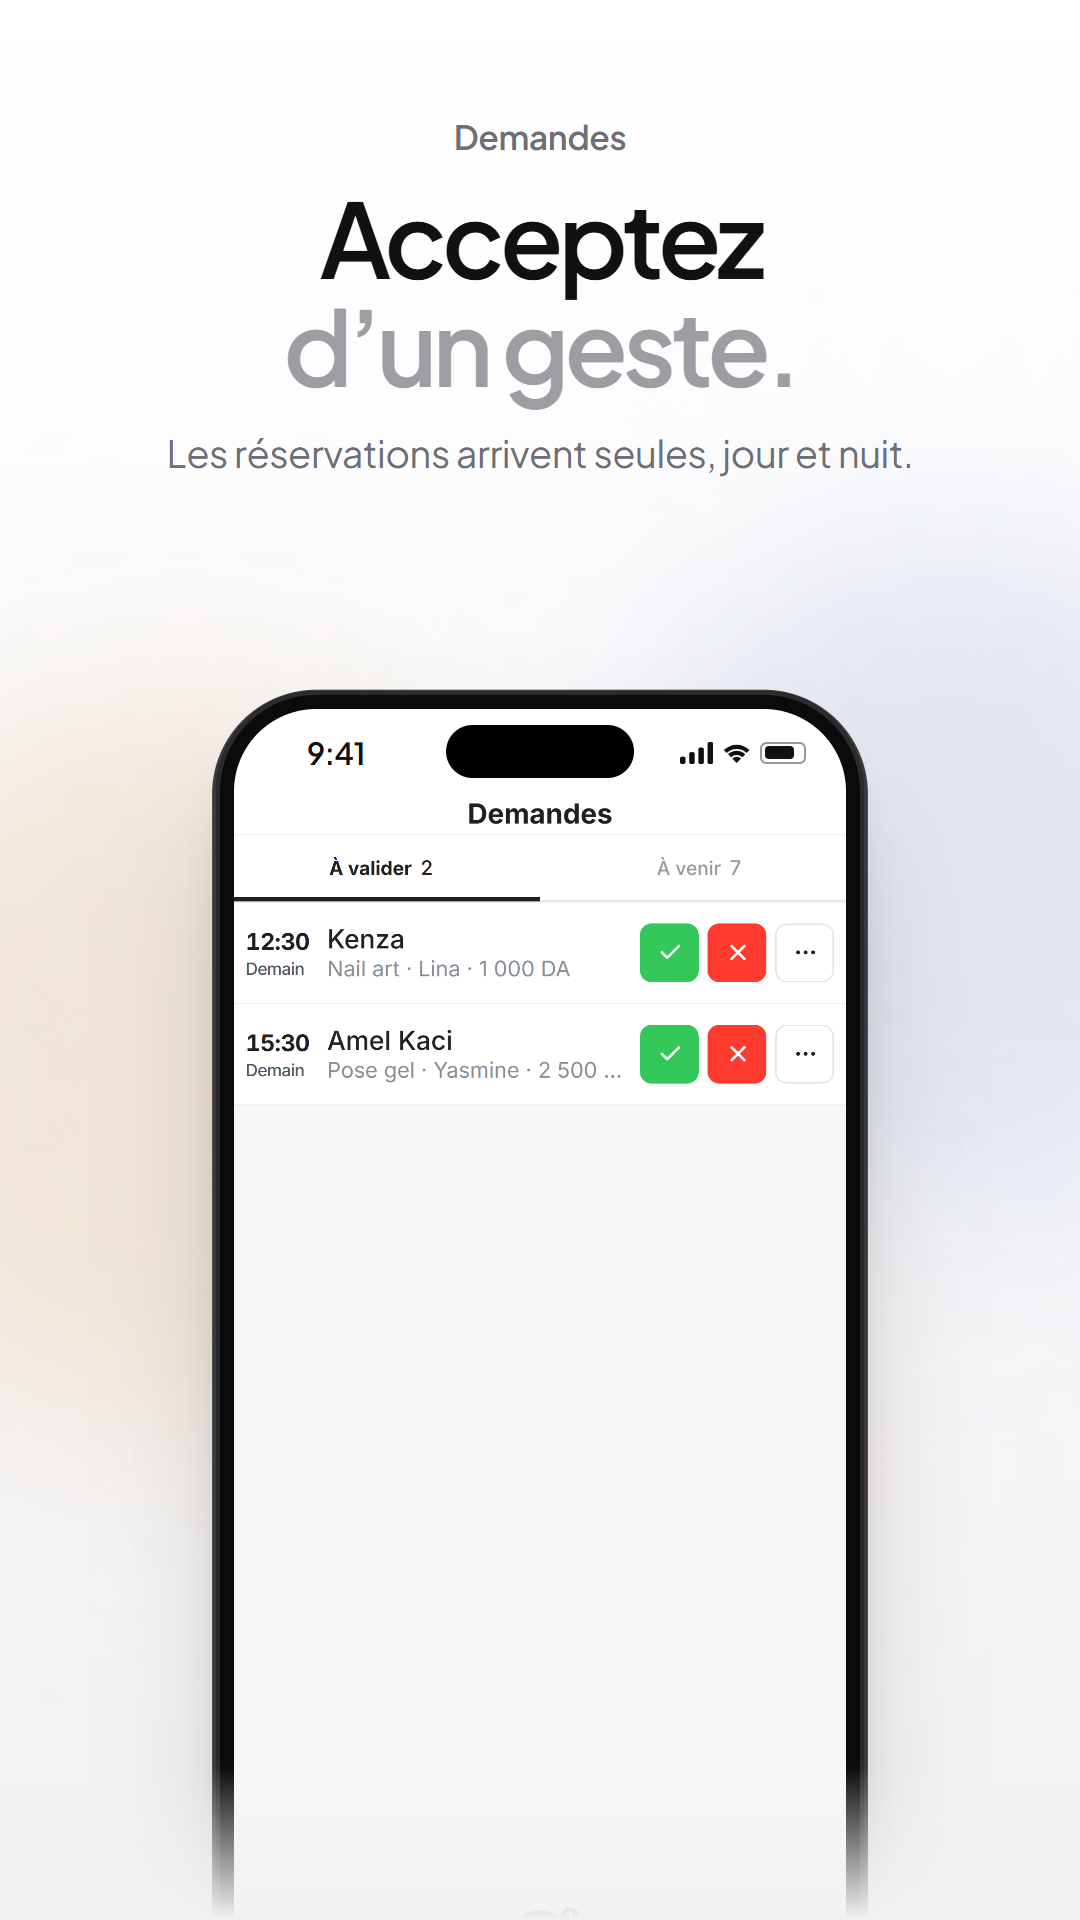 Demandes
Acceptez
d’un geste.
Les réservations arrivent seules, jour et nuit.
9:41
Demandes
À valider 2
À venir 7
12:30 Kenza
Demain Nail art · Lina · 1 000 DA
15:30 Amel Kaci
Demain Pose gel · Yasmine · 2 500 ...